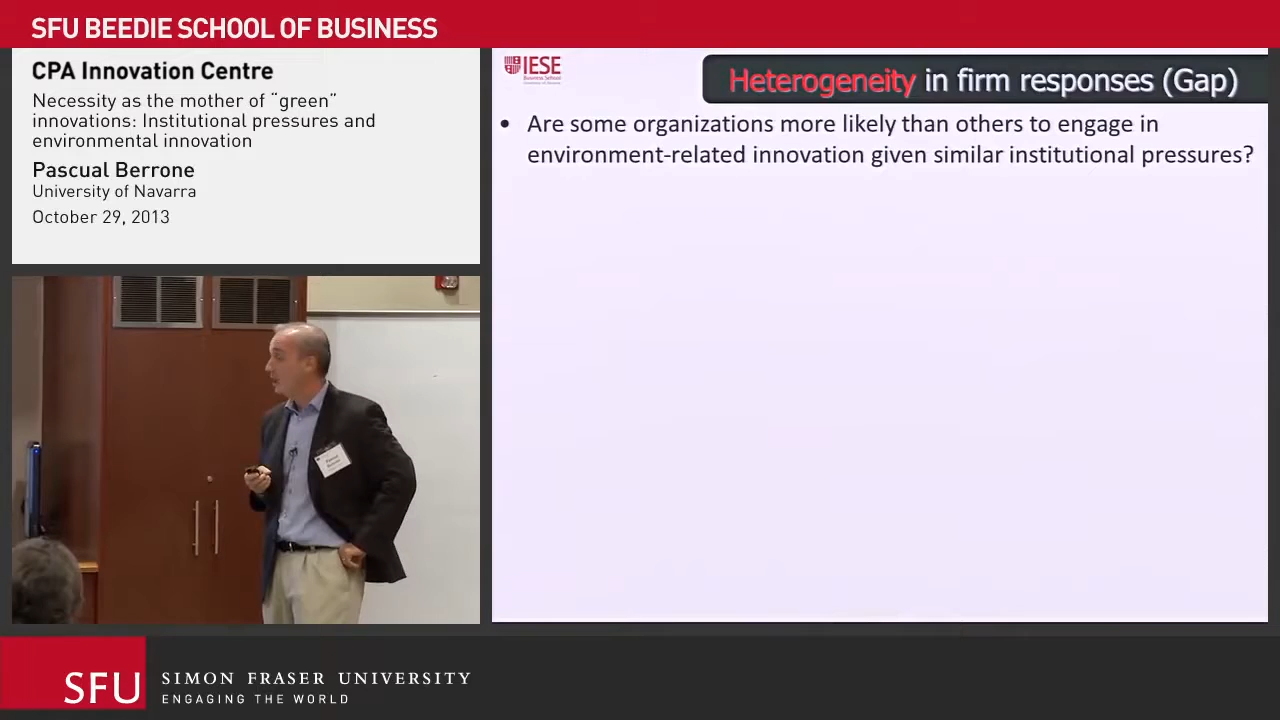 SFU BEEDIE SCHOOL OF BUSINESS
CPA Innovation Centre
Necessity as the mother of “green”
innovations: Institutional pressures and
environmental innovation
Pascual Berrone
University of Navarra
October 29, 2013
IESE
Business School
Heterogeneity in firm responses (Gap)
• Are some organizations more likely than others to engage in
environment-related innovation given similar institutional pressures?
SFU
SIMON FRASER UNIVERSITY
ENGAGING THE WORLD